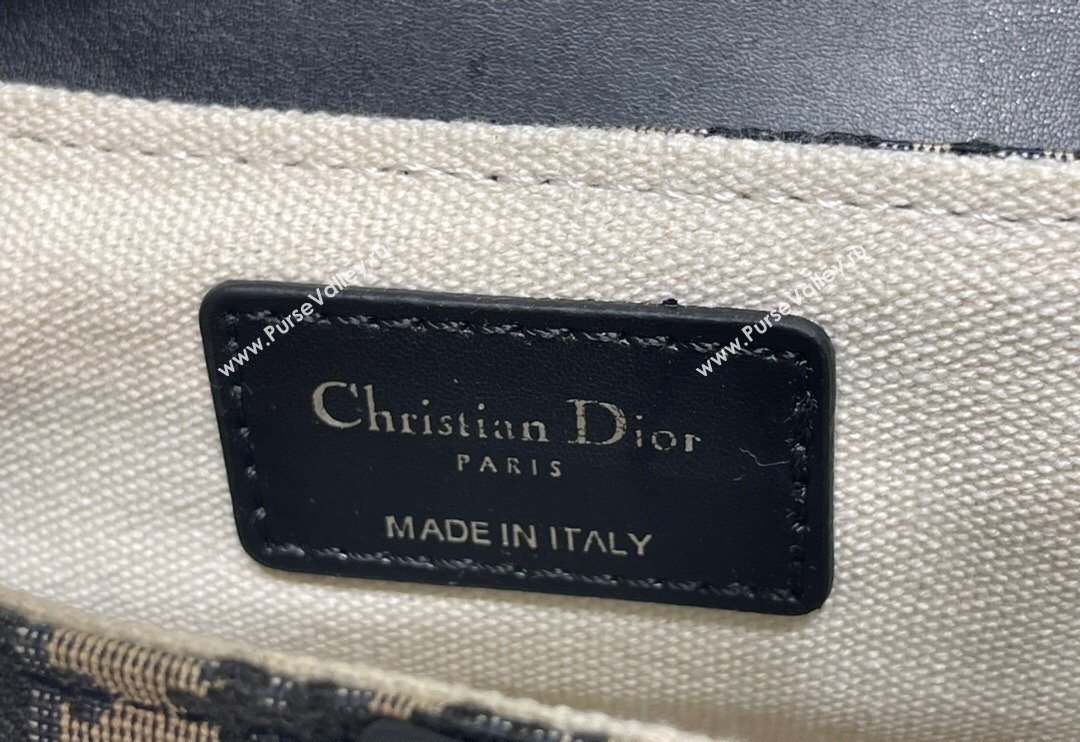 www.PurseValley.ru
www.PurseValley.ru
Christian Dior
PARIS
MADE IN ITALY